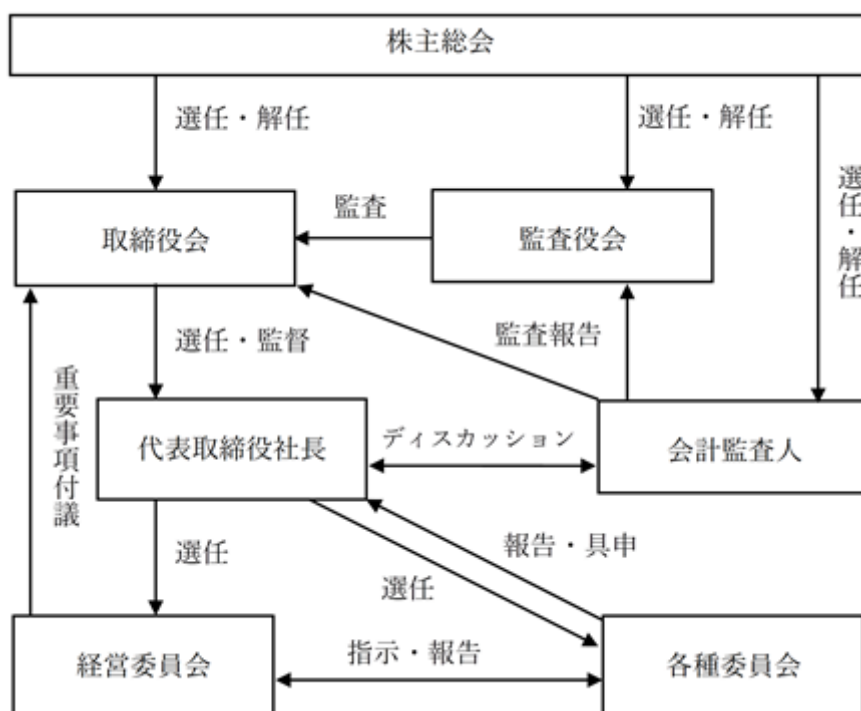 株主総会
選任・解任
選任・解任
選任・解任
取締役会
監査
監査役会
選任・監督
監査報告
重要事項付議
代表取締役社長
ディスカッション
会計監査人
選任
選任
報告・具申
経営委員会
指示・報告
各種委員会